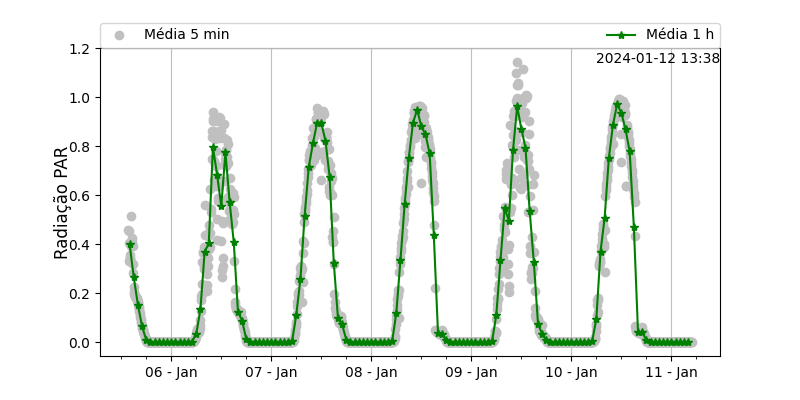 Média 5 min
Média 1 h
2024-01-12 13:38
Radiação PAR
1.2
1.0
0.8
0.6
0.4
0.2
0.0
06 - Jan
07 - Jan
08 - Jan
09 - Jan
10 - Jan
11 - Jan